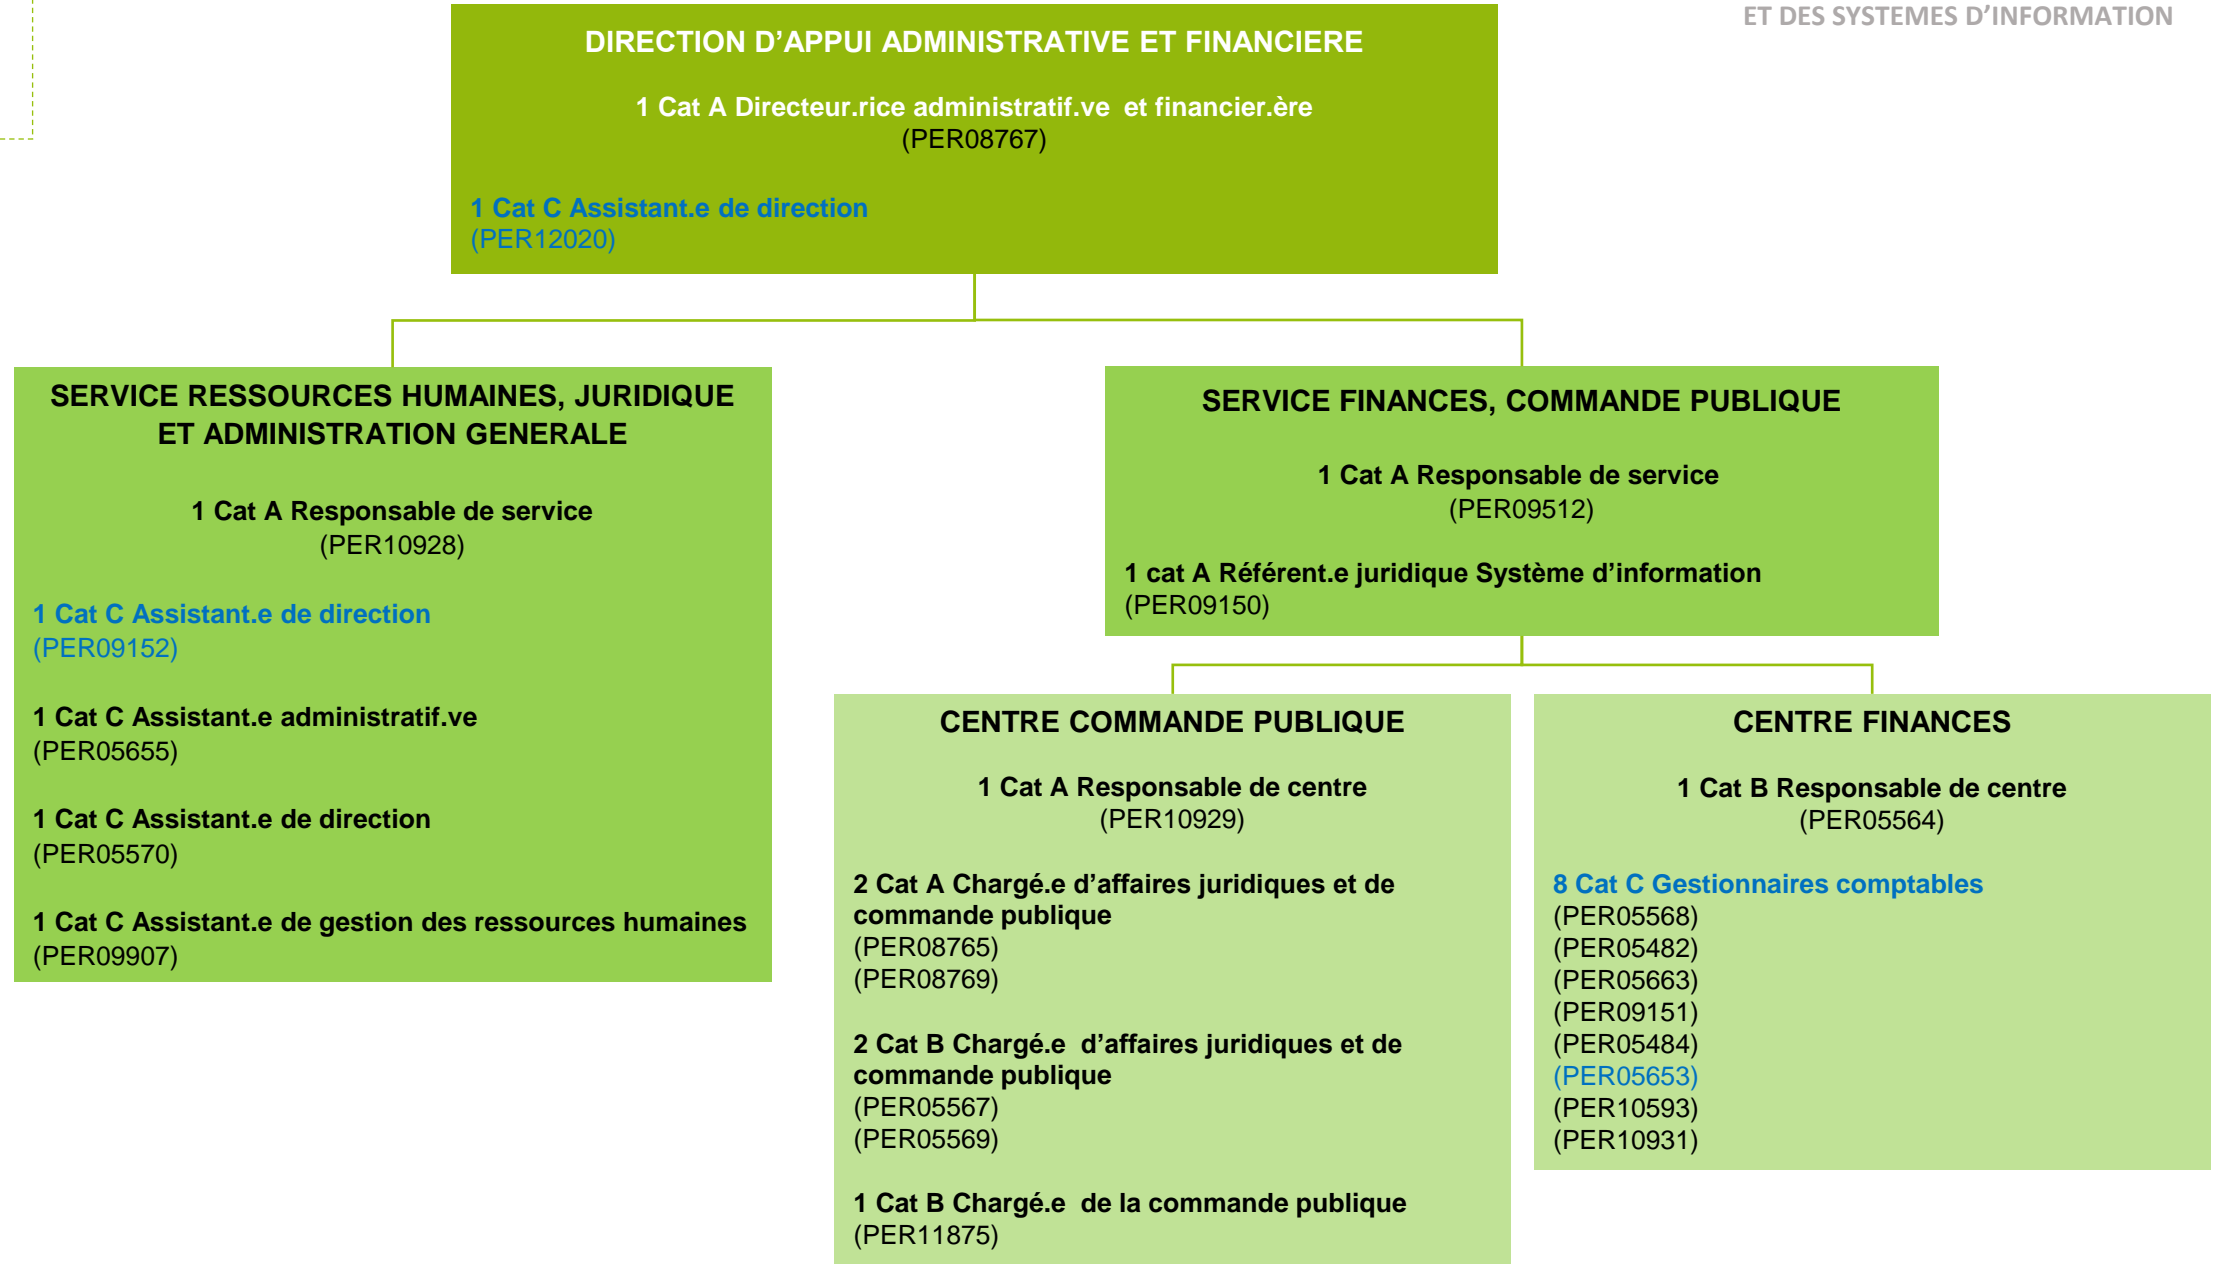 ET DES SYSTEMES D'INFORMATION
DIRECTION D'APPUI ADMINISTRATIVE ET FINANCIERE
1 Cat A Directeur.rice administratif.ve et financier.ère
(PER08767)
1 Cat C Assistant.e de direction
(PER12020)
SERVICE RESSOURCES HUMAINES, JURIDIQUE
ET ADMINISTRATION GENERALE
1 Cat A Responsable de service
(PER10928)
1 Cat C Assistant.e de direction
(PER09152)
1 Cat C Assistant.e administratif.ve
(PER05655)
1 Cat C Assistant.e de direction
(PER05570)
1 Cat C Assistant.e de gestion des ressources humaines
(PER09907)
SERVICE FINANCES, COMMANDE PUBLIQUE
1 Cat A Responsable de service
(PER09512)
1 cat A Référent.e juridique Système d'information
(PER09150)
CENTRE COMMANDE PUBLIQUE
1 Cat A Responsable de centre
(PER10929)
2 Cat A Chargé.e d'affaires juridiques et de
commande publique
(PER08765)
(PER08769)
2 Cat B Chargé.e d'affaires juridiques et de
commande publique
(PER05567)
(PER05569)
1 Cat B Chargé.e de la commande publique
(PER11875)
CENTRE FINANCES
1 Cat B Responsable de centre
(PER05564)
8 Cat C Gestionnaires comptables
(PER05568)
(PER05482)
(PER05663)
(PER09151)
(PER05484)
(PER05653)
(PER10593)
(PER10931)